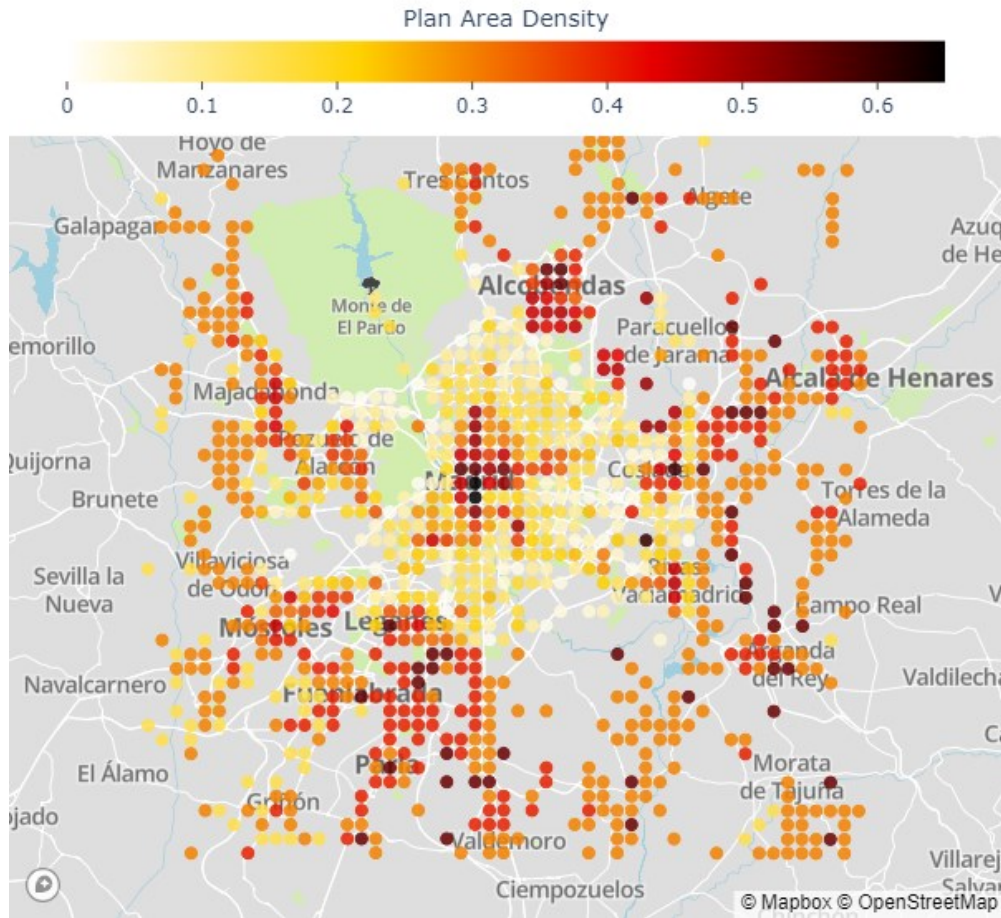 Plan Area Density
0 0.1 0.2 0.3 0.4 0.5 0.6
Hoyo de
Manzanares
Tres Cantos
Algete
Galapagar
Azuq
de He
Alcobendas
Monte de
El Pardo
Paracuellos
de Jarama
emorillo
Majadahonda
Alcalá de Henares
Pozuelo de
Alarcón
Quijorna
Madrid
Coslada
Brunete
Torres de la
Alameda
Villaviciosa
de Odón
Rivas-
Vaciamadrid
Sevilla la
Nueva
Campo Real
Móstoles
Leganés
Arganda
del Rey
Navalcarnero
Fuenlabrada
Valdilecha
Ca
El Álamo
Parla
Morata
de Tajuña
Griñón
ojado
Valdemoro
Villarej
Salva
Ciempozuelos
© Mapbox © OpenStreetMap